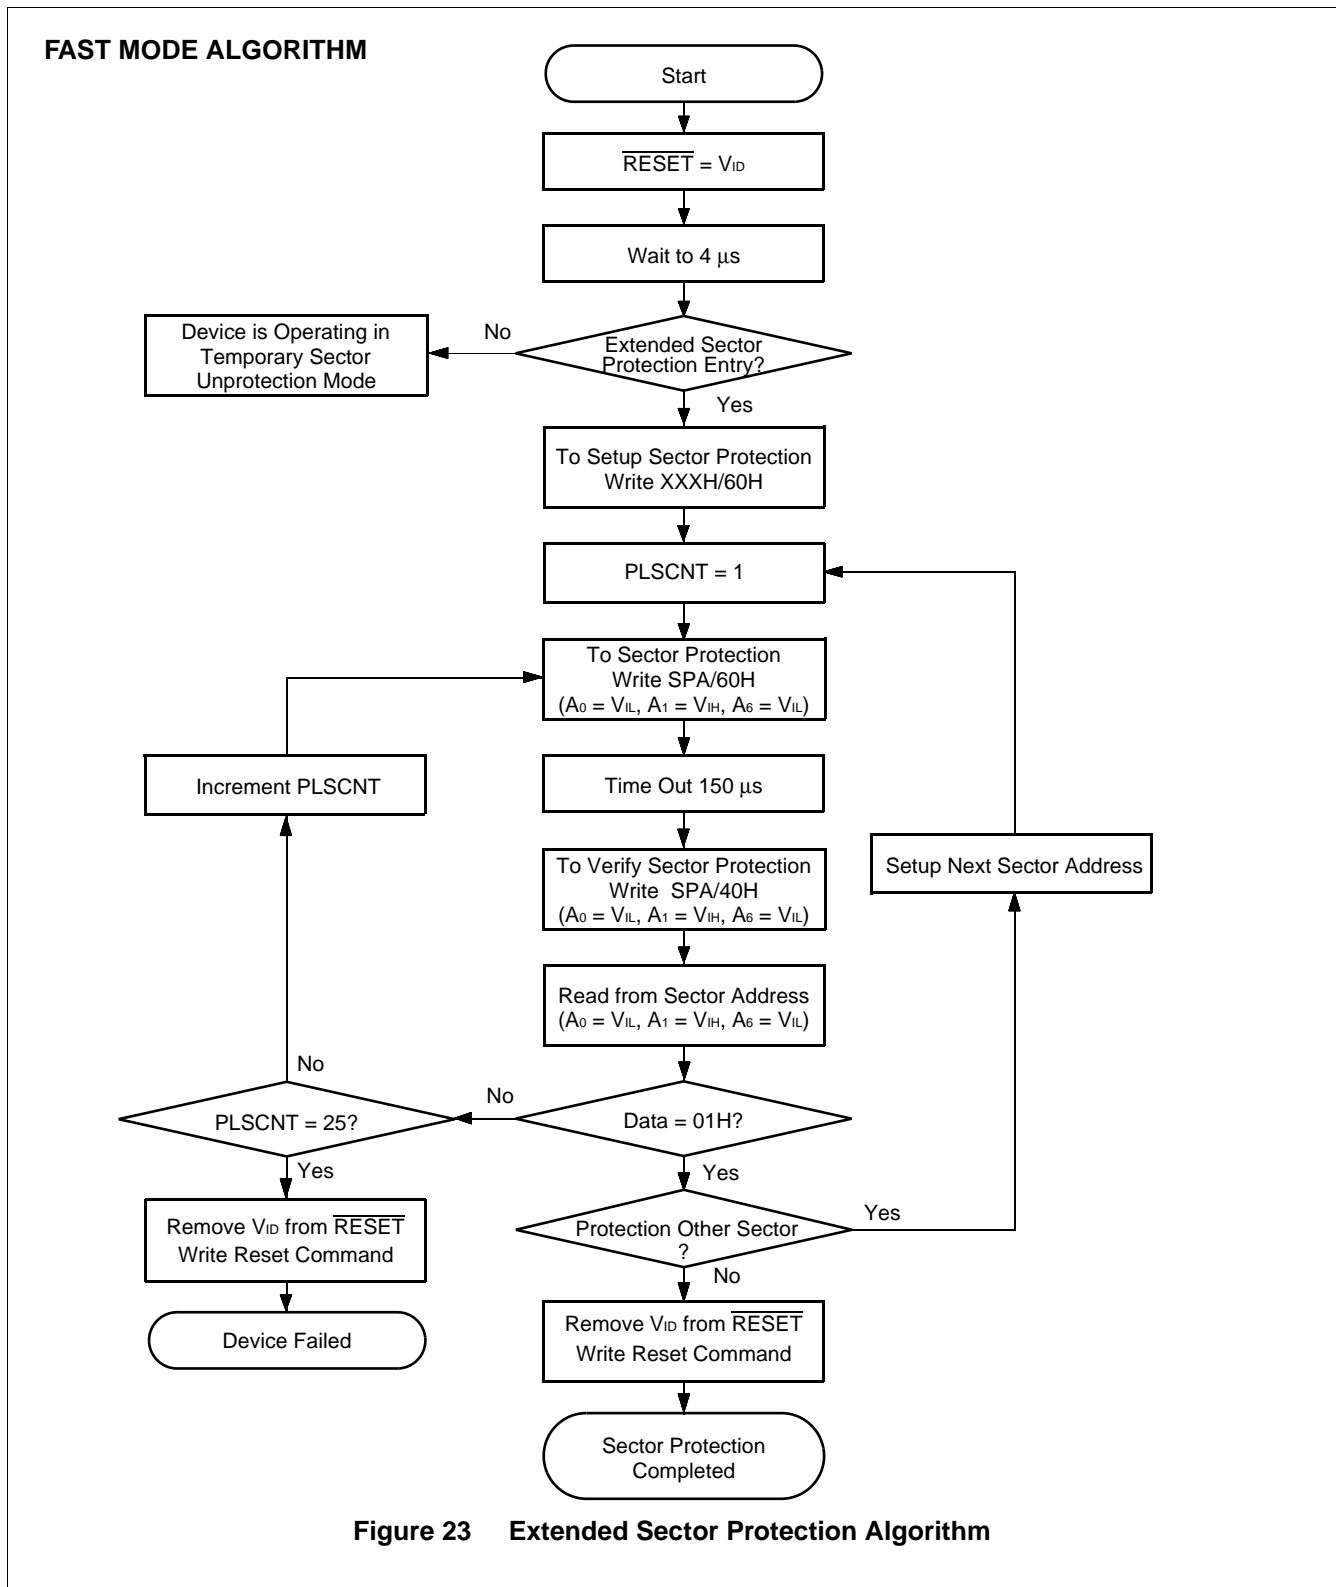 FAST MODE ALGORITHM
Start
RESET = VID
Wait to 4 μs
Extended Sector
Protection Entry?
No
Device is Operating in
Temporary Sector
Unprotection Mode
Yes
To Setup Sector Protection
Write XXXH/60H
PLSCNT = 1
To Sector Protection
Write SPA/60H
(A0 = VIL, A1 = VIH, A6 = VIL)
Increment PLSCNT
Time Out 150 μs
To Verify Sector Protection
Write SPA/40H
(A0 = VIL, A1 = VIH, A6 = VIL)
Setup Next Sector Address
Read from Sector Address
(A0 = VIL, A1 = VIH, A6 = VIL)
No
No
PLSCNT = 25?
Data = 01H?
Yes
Yes
Remove VID from RESET
Write Reset Command
Protection Other Sector
?
Yes
No
Device Failed
Remove VID from RESET
Write Reset Command
Sector Protection
Completed
Figure 23 Extended Sector Protection Algorithm